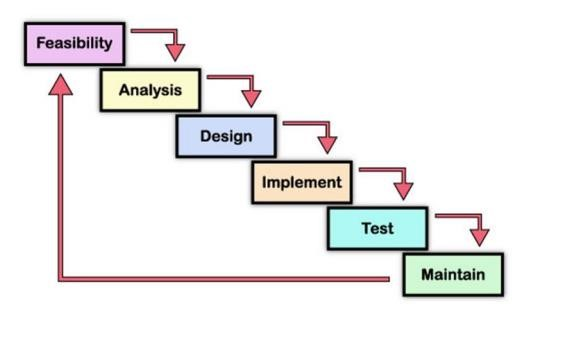 Feasibility
Analysis
Design
Implement
Test
Maintain